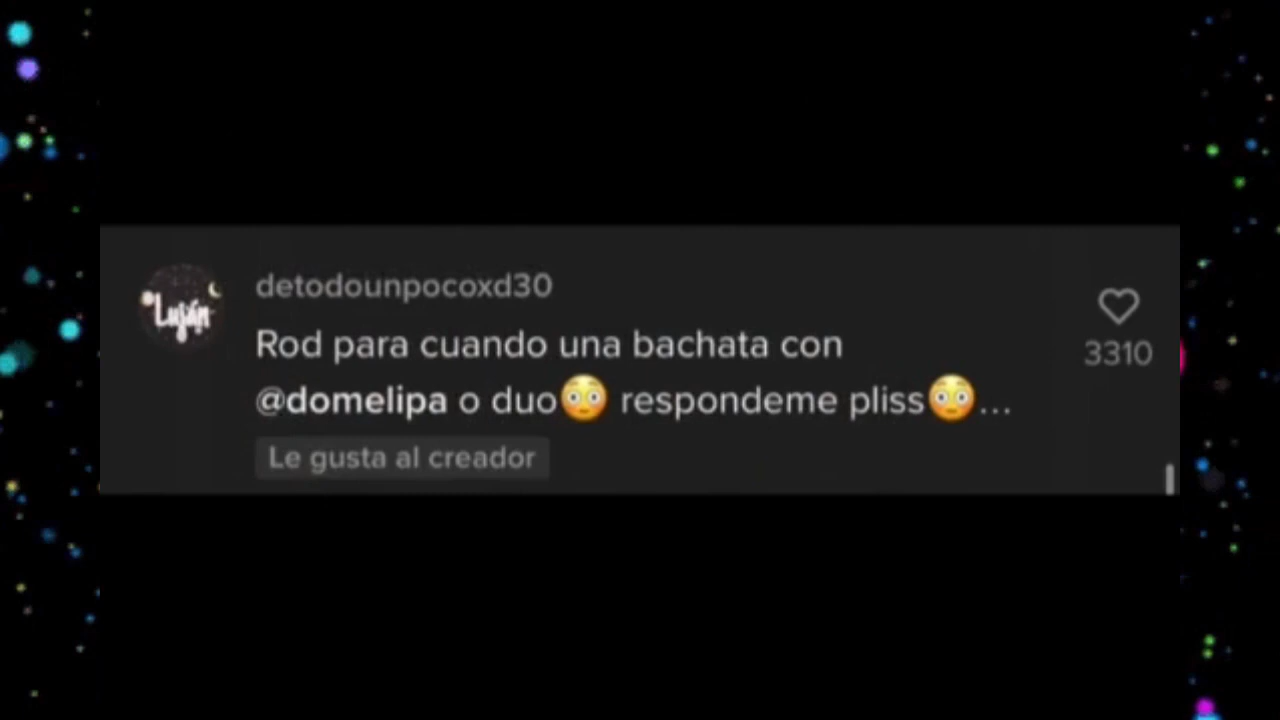 Luján
detodounpocoxd30
Rod para cuando una bachata con
@domelipa o duo😳 respondeme pliss😳...
Le gusta al creador
3310